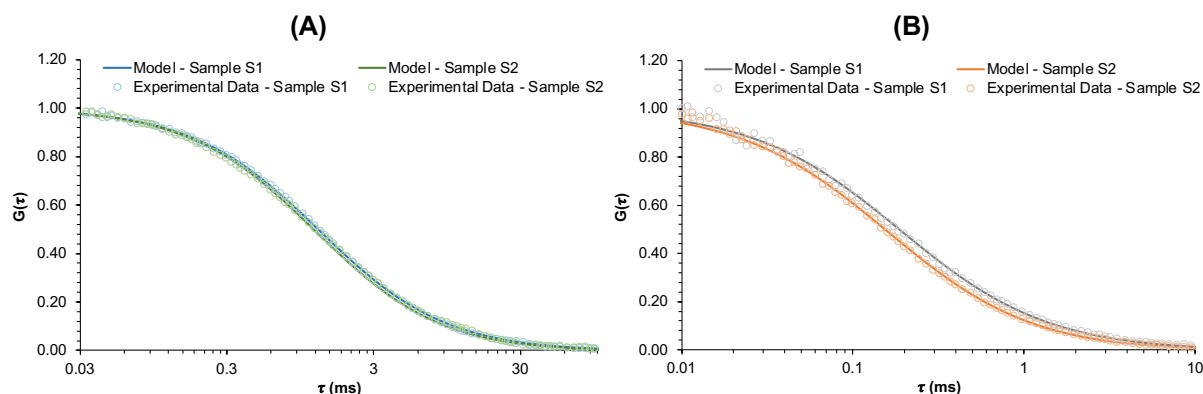 (A)
1.20
1.00
0.80
0.60
0.40
0.20
0.00
G(τ)
Model - Sample S1
Model - Sample S2
Experimental Data - Sample S1
Experimental Data - Sample S2
0.03
0.3
3
30
τ (ms)
(B)
1.20
1.00
0.80
0.60
0.40
0.20
0.00
G(τ)
Model - Sample S1
Model - Sample S2
Experimental Data - Sample S1
Experimental Data - Sample S2
0.01
0.1
1
10
τ (ms)